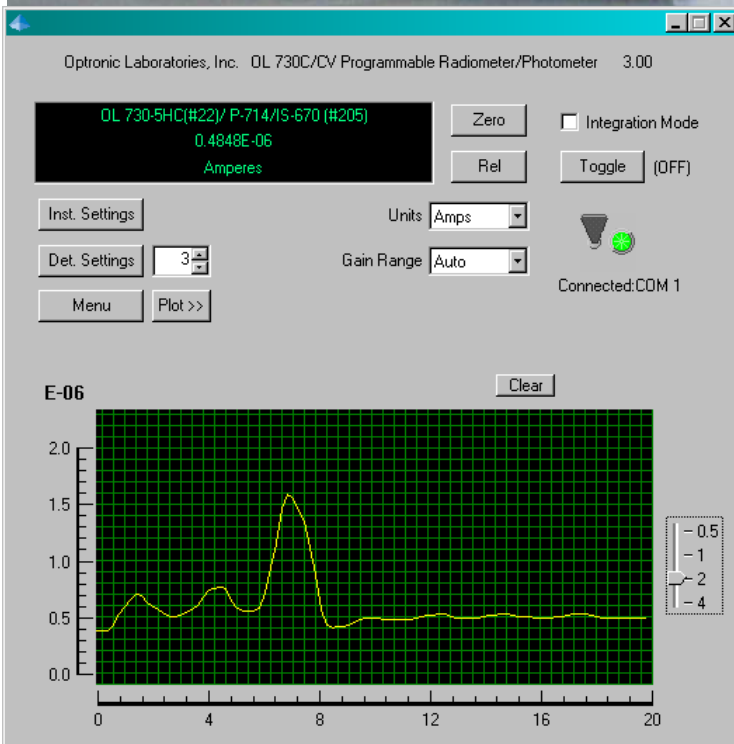 Optronic Laboratories, Inc. OL 730C/CV Programmable Radiometer/Photometer 3.00
OL 730-5HC(#22)/ P-714/IS-670 (#205)
0.4848E-06
Amperes
Zero
Integration Mode
Rel
Toggle
(OFF)
Inst. Settings
Units
Amps
Det. Settings
3
Gain Range
Auto
Connected:COM 1
Menu
Plot >>
E-06
Clear
2.0
1.5
1.0
0.5
0.0
0 4 8 12 16 20
0.5
1
2
4